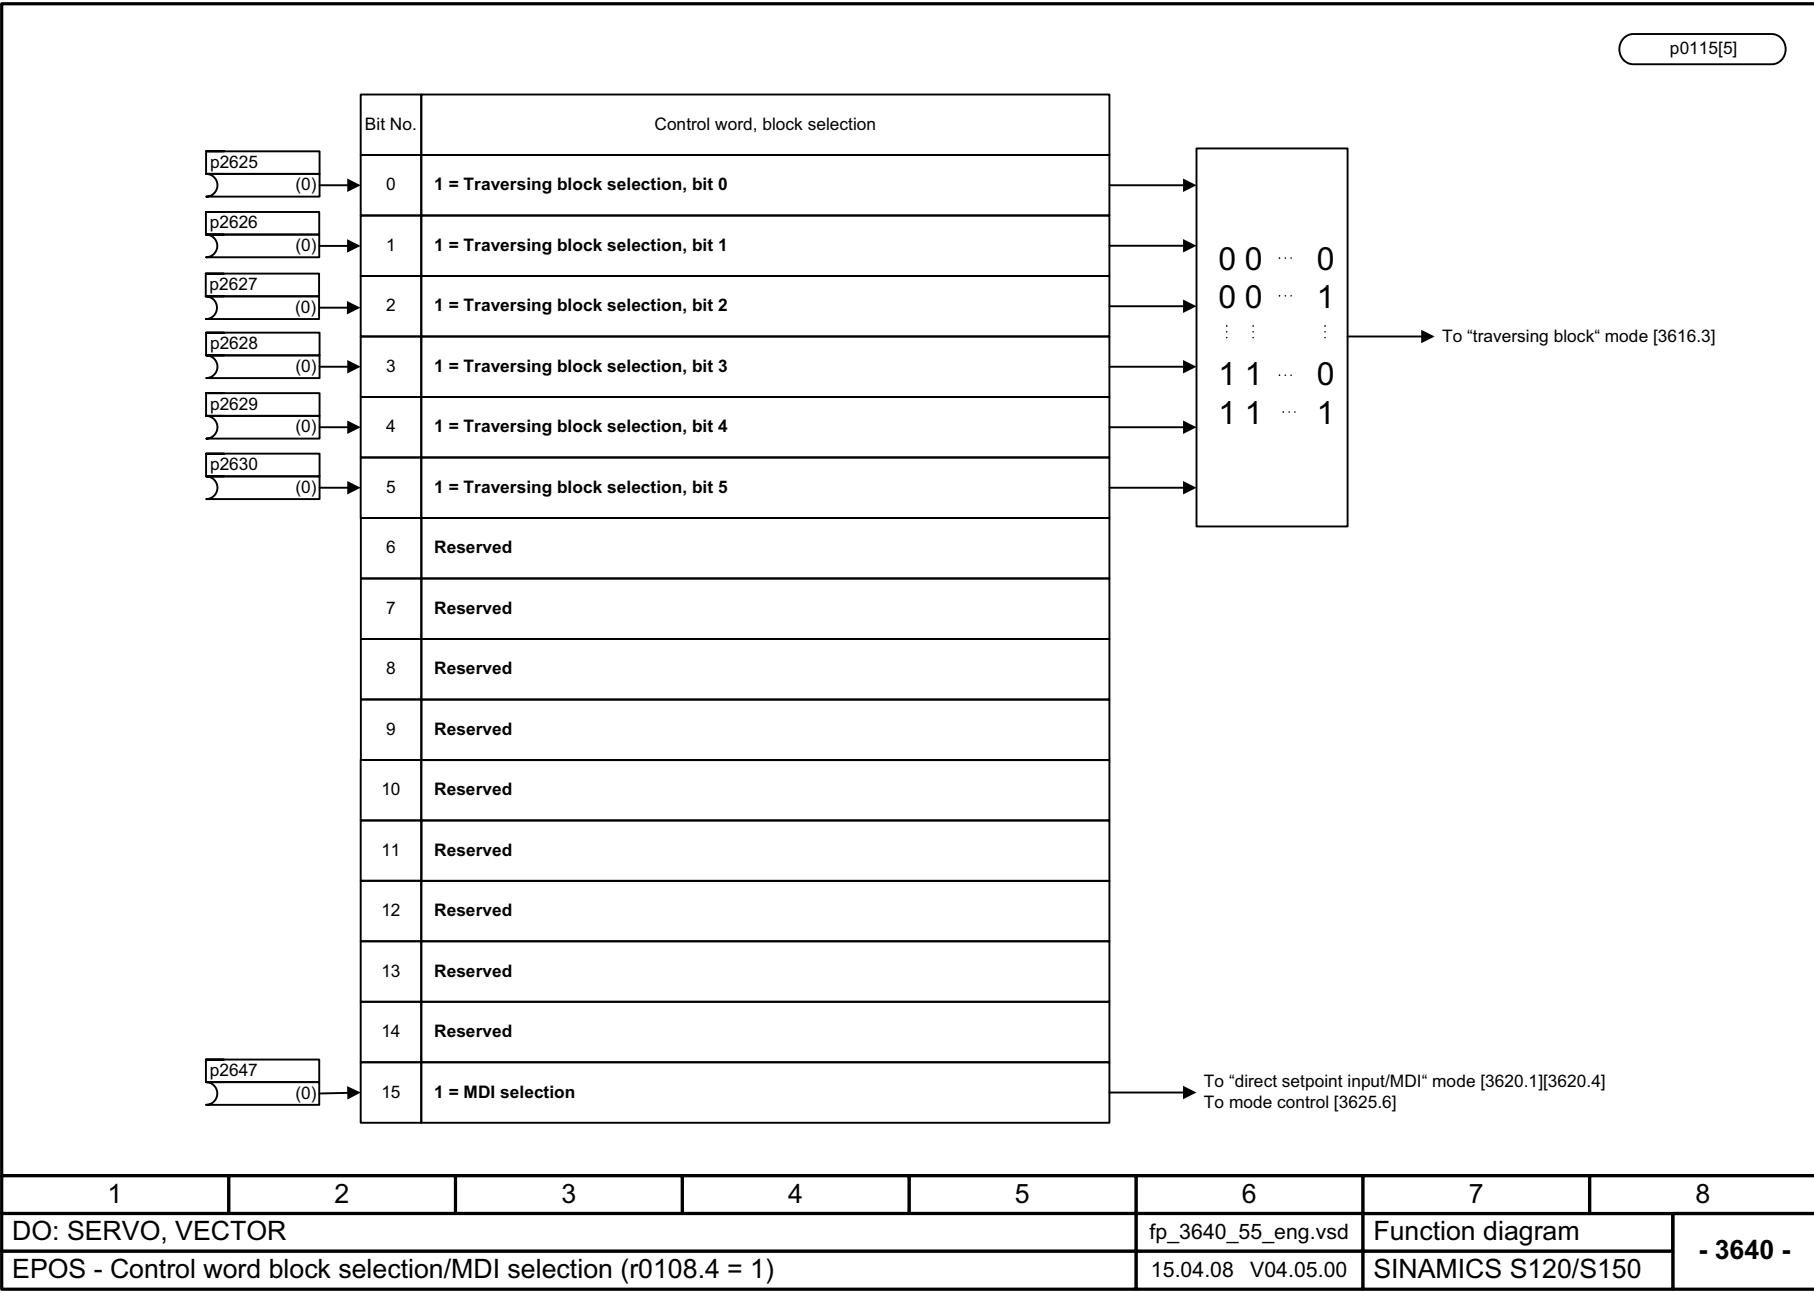 p0115[5]
Bit No. Control word, block selection
p2625
(0) 0 1 = Traversing block selection, bit 0
p2626
(0) 1 1 = Traversing block selection, bit 1
p2627
(0) 2 1 = Traversing block selection, bit 2
p2628
(0) 3 1 = Traversing block selection, bit 3
p2629
(0) 4 1 = Traversing block selection, bit 4
p2630
(0) 5 1 = Traversing block selection, bit 5
0 0 ... 0
0 0 ... 1
⋮ ⋮ ⋮
1 1 ... 0
1 1 ... 1
To “traversing block“ mode [3616.3]
6 Reserved
7 Reserved
8 Reserved
9 Reserved
10 Reserved
11 Reserved
12 Reserved
13 Reserved
14 Reserved
p2647
(0) 15 1 = MDI selection
To “direct setpoint input/MDI“ mode [3620.1][3620.4]
To mode control [3625.6]
1 2 3 4 5 6 7 8
DO: SERVO, VECTOR fp_3640_55_eng.vsd Function diagram
- 3640 -
EPOS - Control word block selection/MDI selection (r0108.4 = 1) 15.04.08 V04.05.00 SINAMICS S120/S150